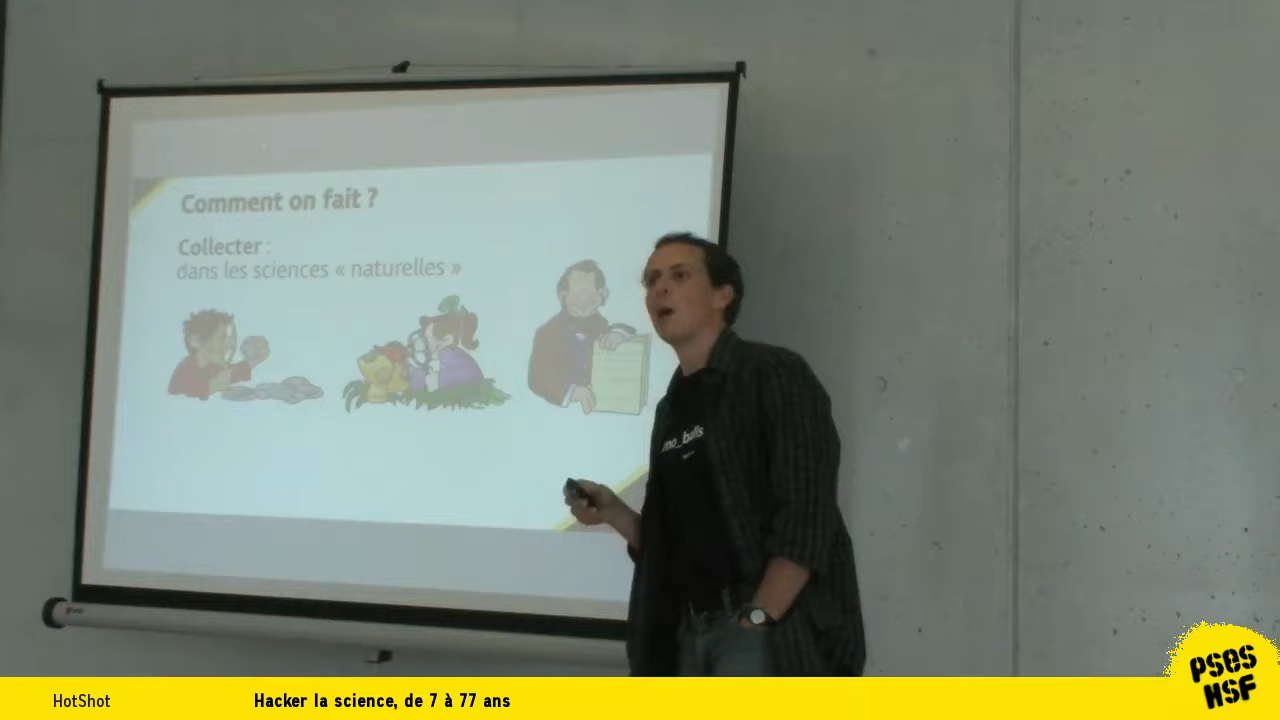 Comment on fait ?
Collecter :
dans les sciences « naturelles »
HotShot
Hacker la science, de 7 à 77 ans
PSES
HSF